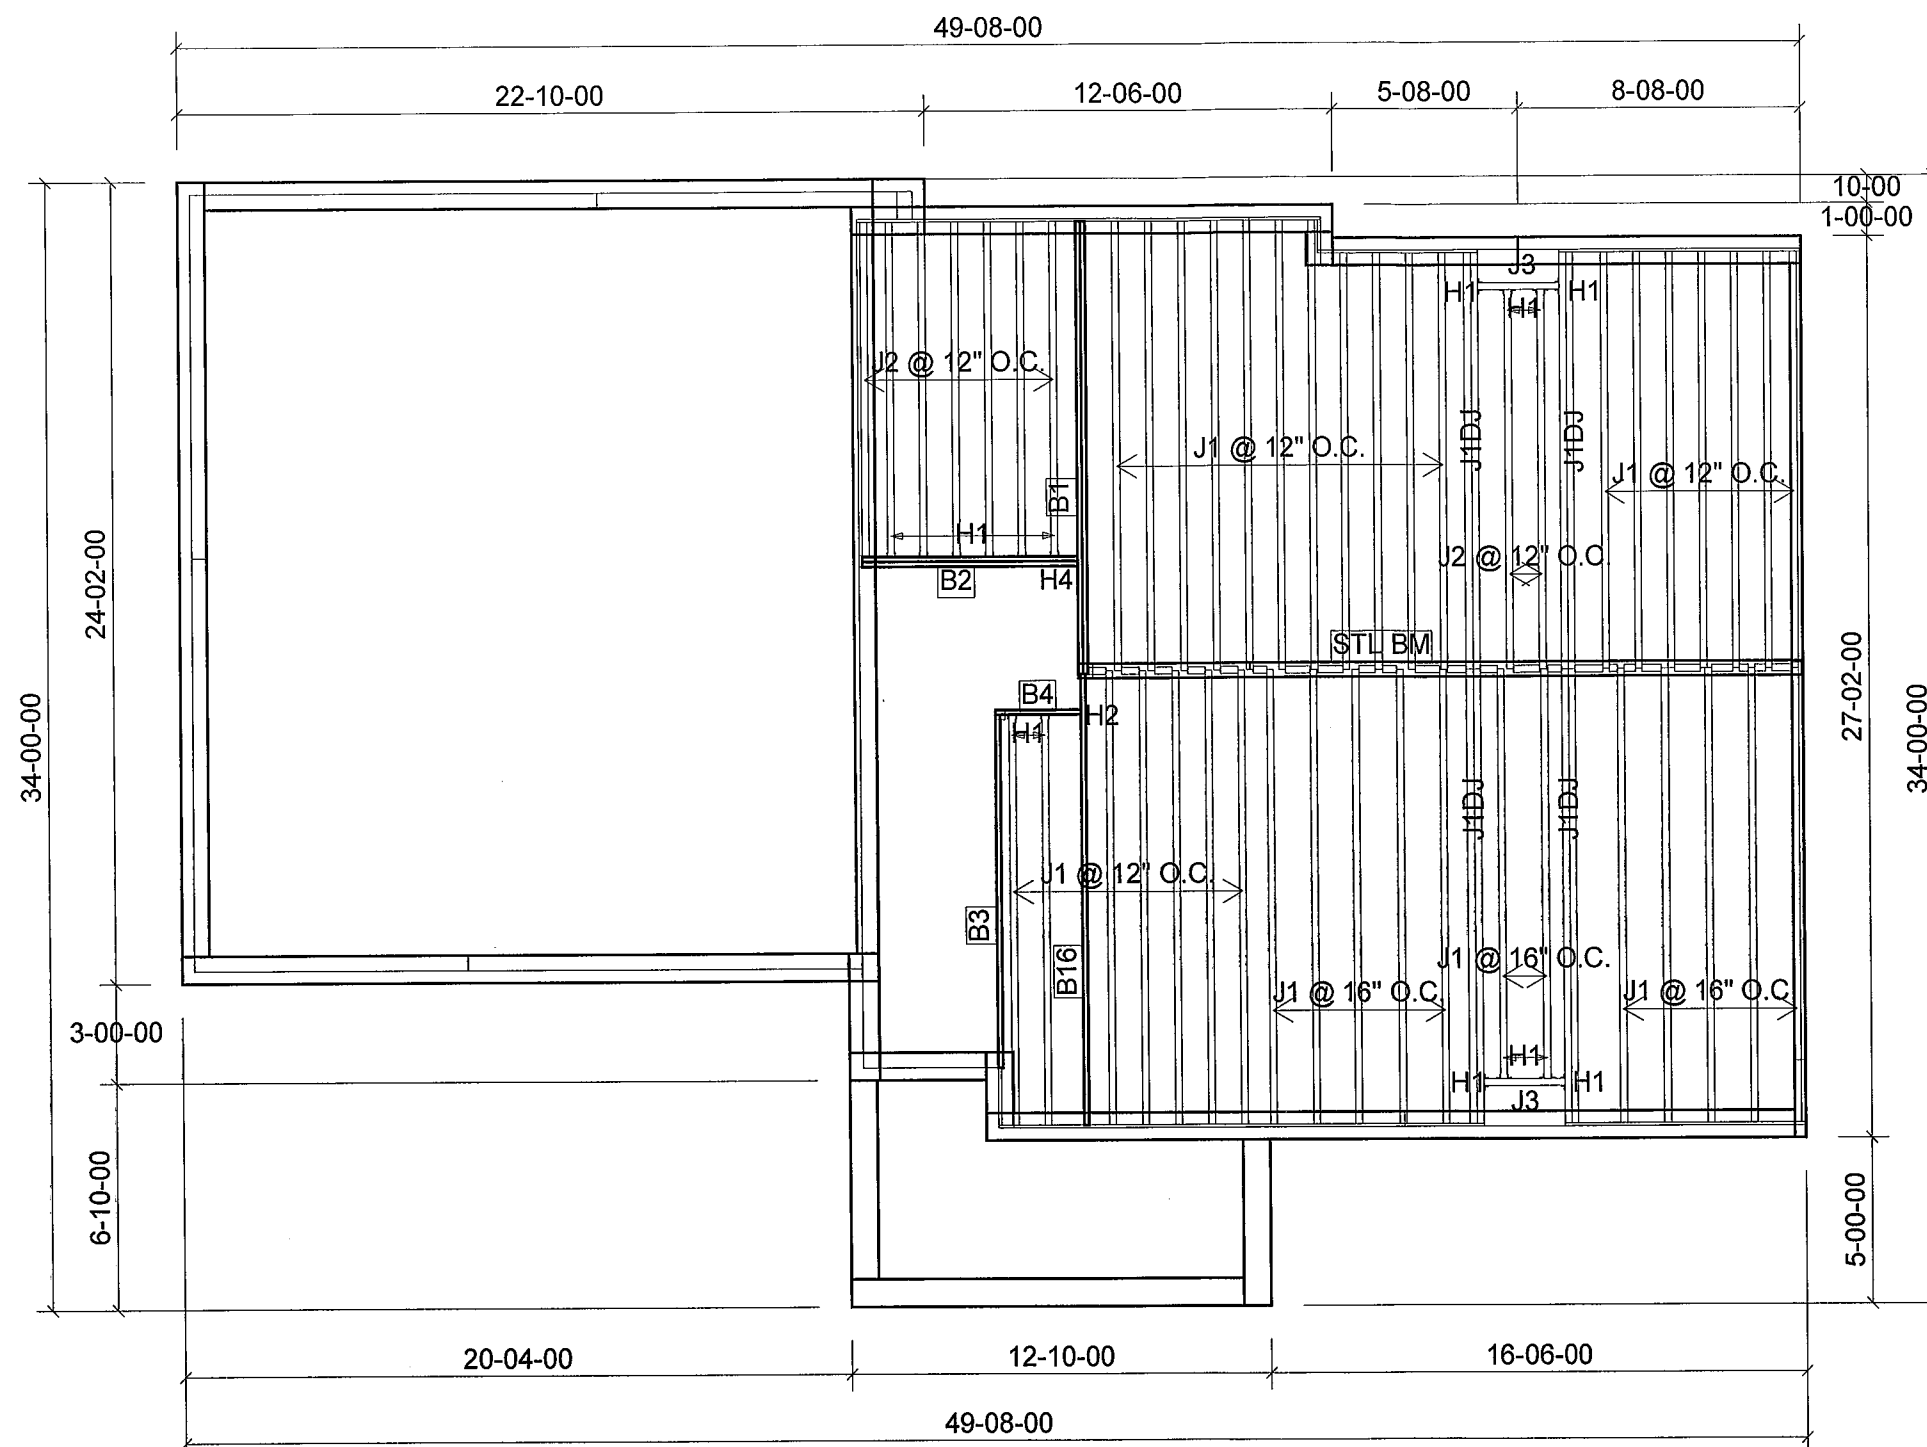 49-08-00
22-10-00
12-06-00
5-08-00
8-08-00
10-00
1-00-00
J3
H1
H1
H1
J2 @ 12" O.C.
J1 @ 12" O.C.
J1DJ
J1DJ
J1 @ 12" O.C.
B1
H1
J2 @ 12" O.C.
B2
H4
24-02-00
STL BM
27-02-00
34-00-00
34-00-00
B4
H2
H1
J1DJ
J1DJ
J1 @ 12" O.C.
B3
B16
J1 @ 16" O.C.
J1 @ 16" O.C.
J1 @ 16" O.C.
3-00-00
H1
H1
H1
J3
6-10-00
5-00-00
20-04-00
12-10-00
16-06-00
49-08-00